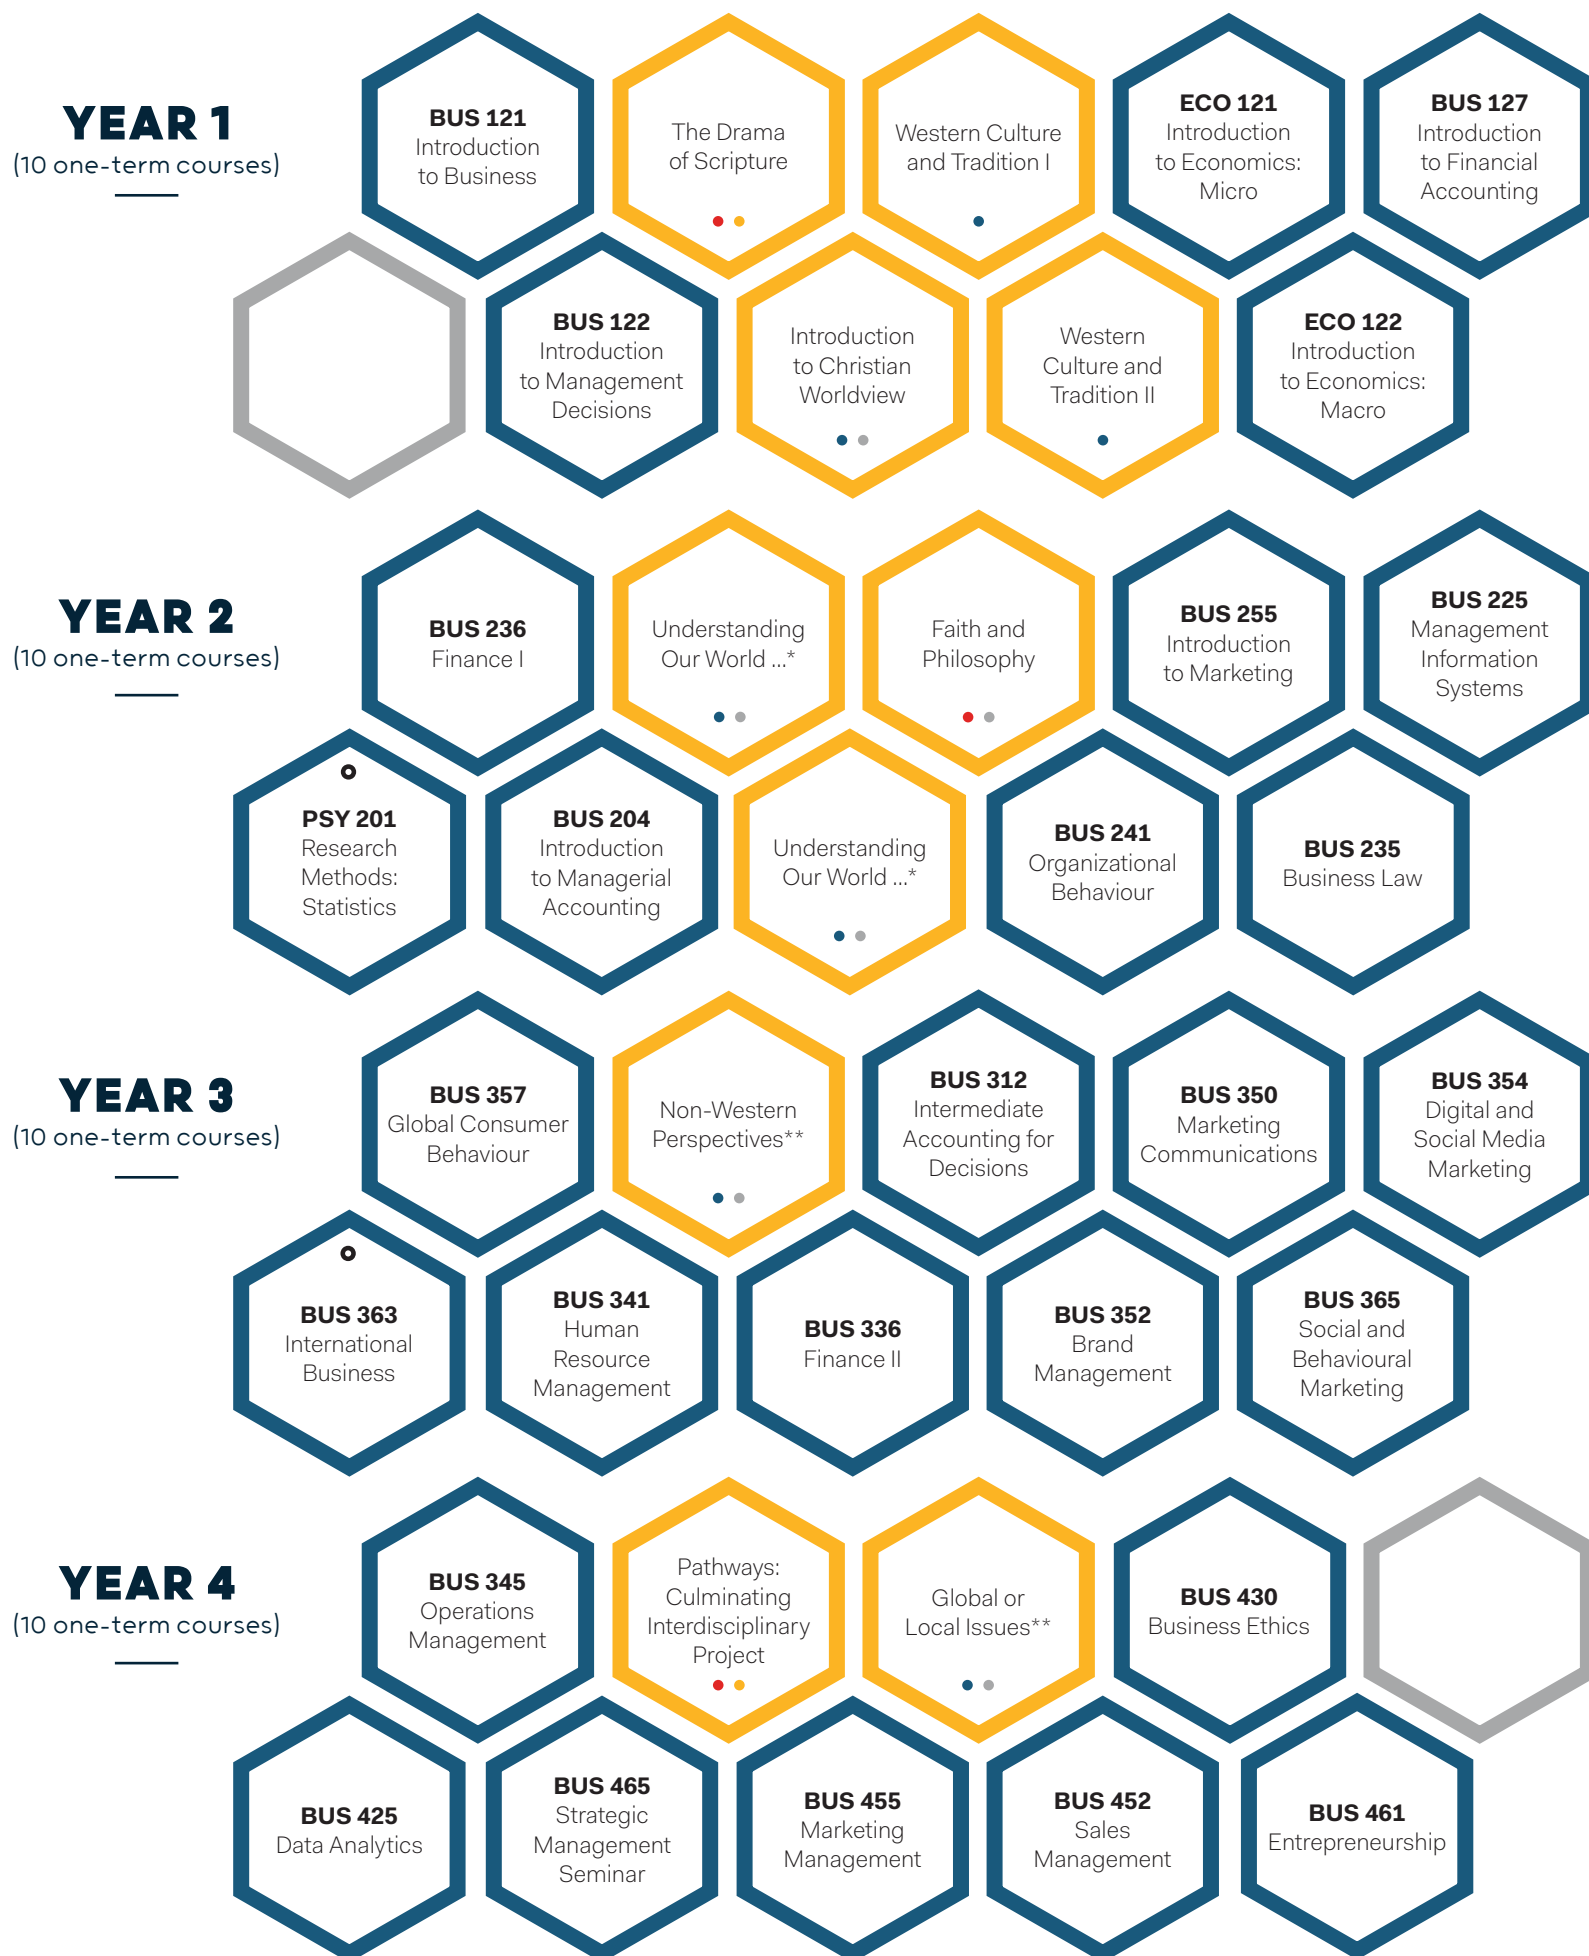 YEAR 1
(10 one-term courses)
BUS 121
Introduction
to Business
The Drama
of Scripture
Western Culture
and Tradition I
ECO 121
Introduction
to Economics:
Micro
BUS 127
Introduction
to Financial
Accounting
BUS 122
Introduction
to Management
Decisions
Introduction
to Christian
Worldview
Western
Culture and
Tradition II
ECO 122
Introduction
to Economics:
Macro
YEAR 2
(10 one-term courses)
BUS 236
Finance I
Understanding
Our World ...*
Faith and
Philosophy
BUS 255
Introduction
to Marketing
BUS 225
Management
Information
Systems
PSY 201
Research
Methods:
Statistics
BUS 204
Introduction
to Managerial
Accounting
Understanding
Our World ...*
BUS 241
Organizational
Behaviour
BUS 235
Business Law
YEAR 3
(10 one-term courses)
BUS 357
Global Consumer
Behaviour
Non-Western
Perspectives**
BUS 312
Intermediate
Accounting for
Decisions
BUS 350
Marketing
Communications
BUS 354
Digital and
Social Media
Marketing
BUS 363
International
Business
BUS 341
Human
Resource
Management
BUS 336
Finance II
BUS 352
Brand
Management
BUS 365
Social and
Behavioural
Marketing
YEAR 4
(10 one-term courses)
BUS 345
Operations
Management
Pathways:
Culminating
Interdisciplinary
Project
Global or
Local Issues**
BUS 430
Business Ethics
BUS 425
Data Analytics
BUS 465
Strategic
Management
Seminar
BUS 455
Marketing
Management
BUS 452
Sales
Management
BUS 461
Entrepreneurship